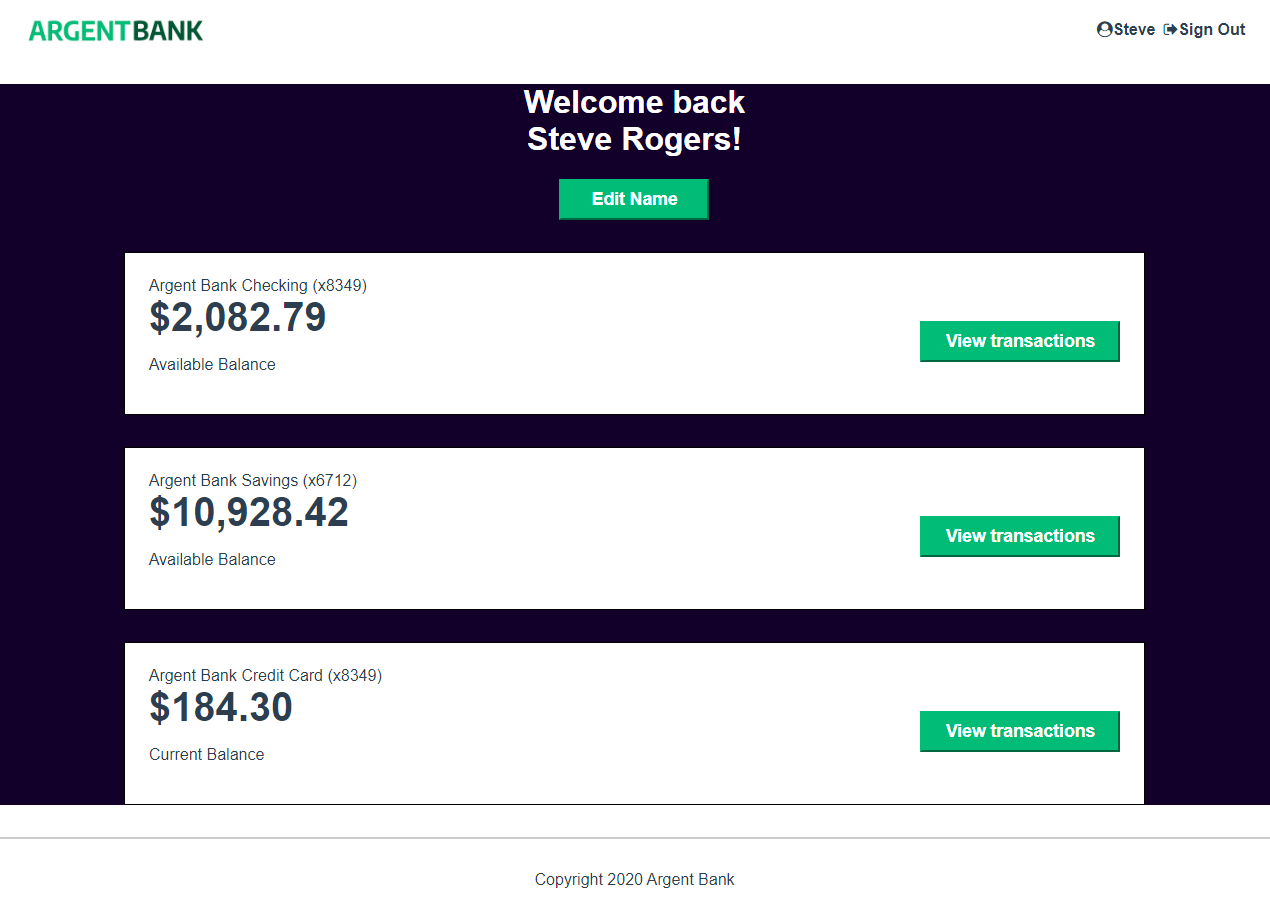 ARGENTBANK
Steve Sign Out
Welcome back
Steve Rogers!
Edit Name
Argent Bank Checking (x8349)
$2,082.79
Available Balance
View transactions
Argent Bank Savings (x6712)
$10,928.42
Available Balance
View transactions
Argent Bank Credit Card (x8349)
$184.30
Current Balance
View transactions
Copyright 2020 Argent Bank